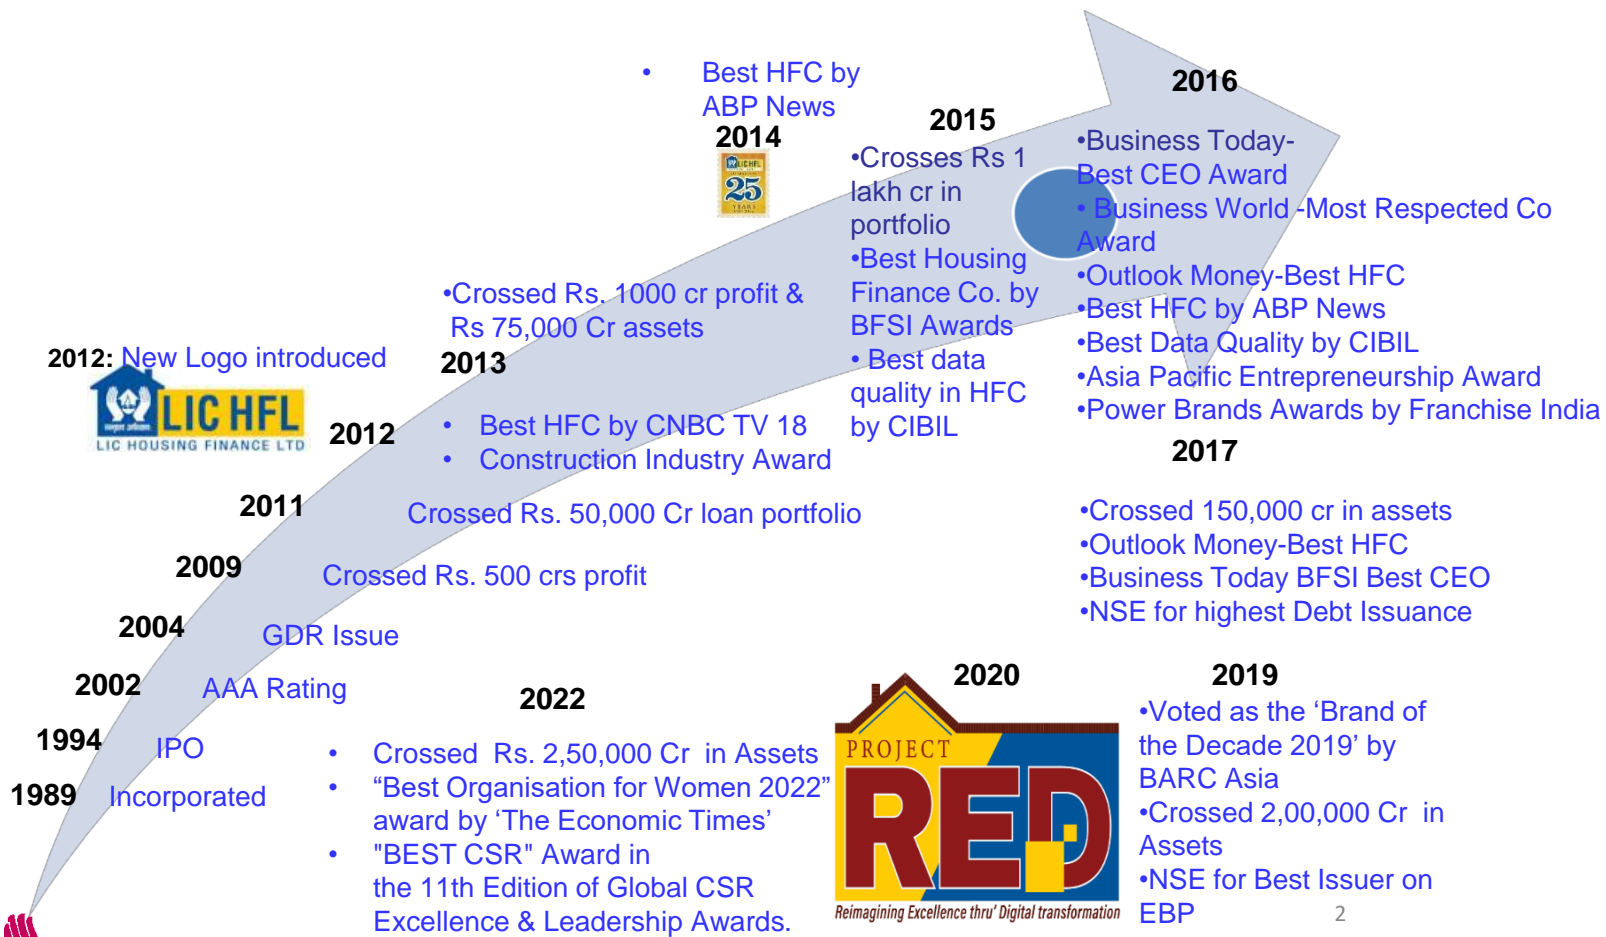 • Best HFC by
ABP News
2014
LIC HFL
25
YEARS
2015
•Crosses Rs 1
lakh cr in
portfolio
•Best Housing
Finance Co. by
BFSI Awards
• Best data
quality in HFC
by CIBIL
2016
•Business Today-
Best CEO Award
• Business World -Most Respected Co
Award
•Outlook Money-Best HFC
•Best HFC by ABP News
•Best Data Quality by CIBIL
•Asia Pacific Entrepreneurship Award
•Power Brands Awards by Franchise India
2017
•Crossed 150,000 cr in assets
•Outlook Money-Best HFC
•Business Today BFSI Best CEO
•NSE for highest Debt Issuance
•Crossed Rs. 1000 cr profit &
Rs 75,000 Cr assets
2013
2012: New Logo introduced
LIC HFL
LIC HOUSING FINANCE LTD
2012
• Best HFC by CNBC TV 18
• Construction Industry Award
2011
Crossed Rs. 50,000 Cr loan portfolio
2009
Crossed Rs. 500 crs profit
2004
GDR Issue
2002
AAA Rating
1994
IPO
1989
Incorporated
2022
• Crossed Rs. 2,50,000 Cr in Assets
• “Best Organisation for Women 2022”
award by ‘The Economic Times’
• "BEST CSR" Award in
the 11th Edition of Global CSR
Excellence & Leadership Awards.
2020
PROJECT
RED
Reimagining Excellence thru' Digital transformation
2019
•Voted as the ‘Brand of
the Decade 2019’ by
BARC Asia
•Crossed 2,00,000 Cr in
Assets
•NSE for Best Issuer on
EBP
2